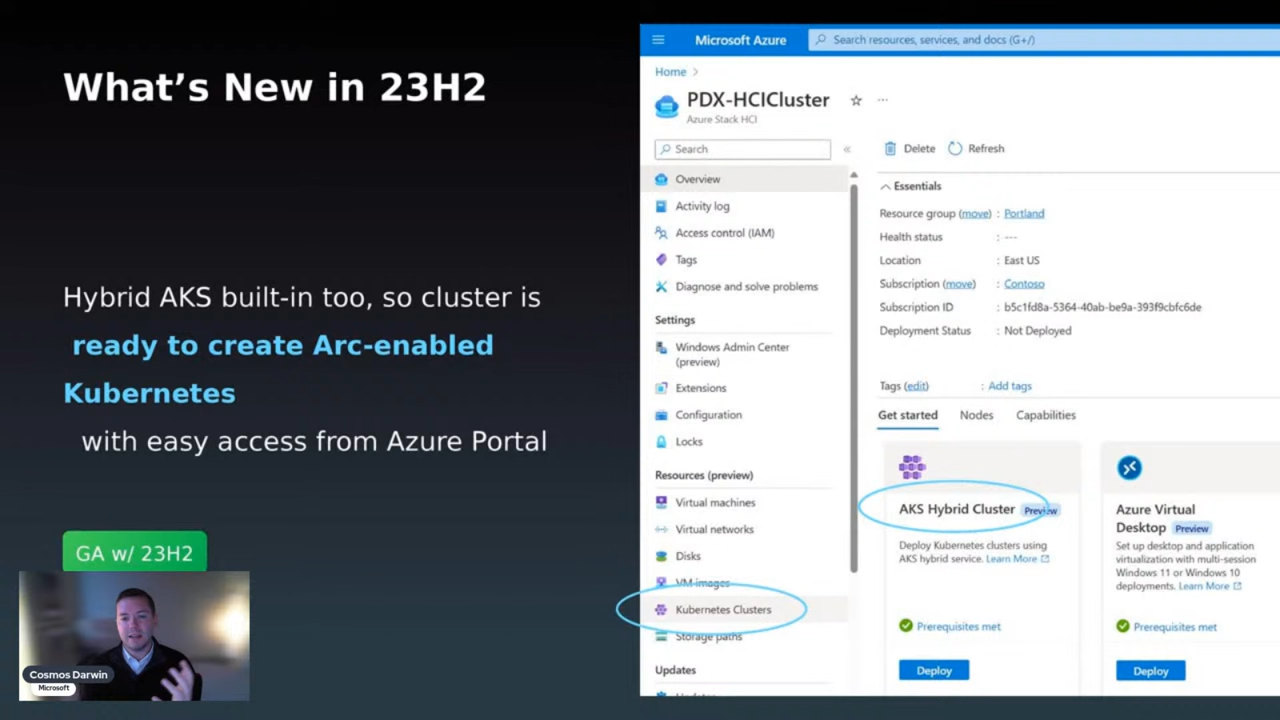 What's New in 23H2
Hybrid AKS built-in too, so cluster is
ready to create Arc-enabled
Kubernetes
with easy access from Azure Portal
GA w/ 23H2
Cosmos Darwin
Microsoft
Microsoft Azure
Search resources, services, and docs (G+/)
Home >
PDX-HCICluster
Azure Stack HCI
Search
Overview
Activity log
Access control (IAM)
Tags
Diagnose and solve problems
Settings
Windows Admin Center
(preview)
Extensions
Configuration
Locks
Resources (preview)
Virtual machines
Virtual networks
Disks
VM images
Kubernetes Clusters
Storage paths
Updates
Delete Refresh
Essentials
Resource group (move) : Portland
Health status : ---
Location : East US
Subscription (move) : Contoso
Subscription ID : b5c1fd8a-5364-40ab-be9a-393f9cbfc6de
Deployment Status : Not Deployed
Tags (edit) : Add tags
Get started Nodes Capabilities
AKS Hybrid Cluster Preview
Deploy Kubernetes clusters using
AKS hybrid service. Learn More
Prerequisites met
Deploy
Azure Virtual
Desktop Preview
Set up desktop and application
virtualization with multi-session
Windows 11 or Windows 10
deployments. Learn More
Prerequisites met
Deploy